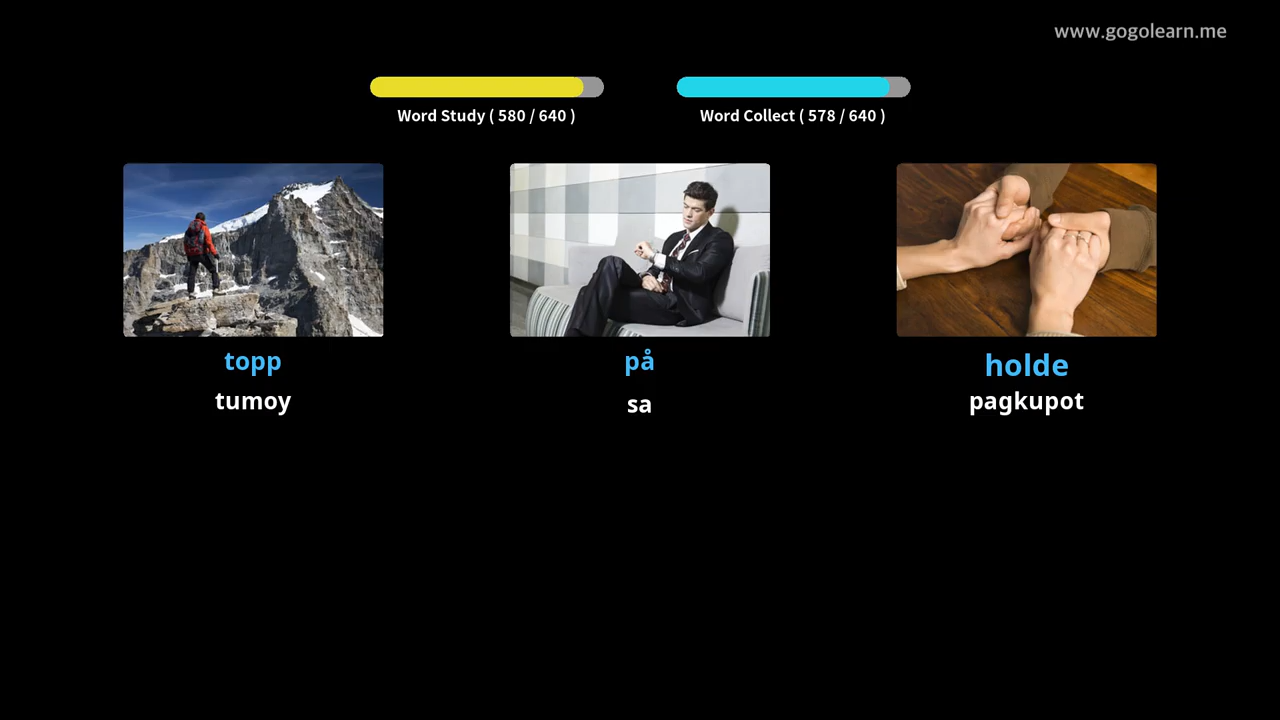 www.gogolearn.me
Word Study ( 580 / 640 )
Word Collect ( 578 / 640 )
topp
på
holde
tumoy
sa
pagkupot